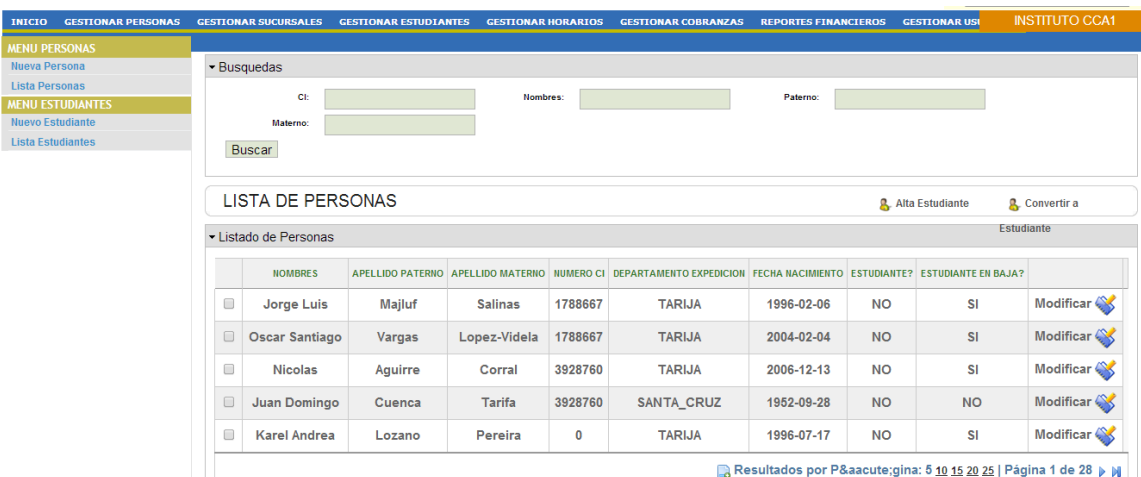 INICIO GESTIONAR PERSONAS GESTIONAR SUCURSALES GESTIONAR ESTUDIANTES GESTIONAR HORARIOS GESTIONAR COBRANZAS REPORTES FINANCIEROS GESTIONAR USU INSTITUTO CCA1
MENU PERSONAS
Nueva Persona
Lista Personas
MENU ESTUDIANTES
Nuevo Estudiante
Lista Estudiantes
Busquedas
CI: Nombres: Paterno:
Materno:
Buscar
LISTA DE PERSONAS Alta Estudiante Convertir a
Estudiante
Listado de Personas
NOMBRES APELLIDO PATERNO APELLIDO MATERNO NUMERO CI DEPARTAMENTO EXPEDICION FECHA NACIMIENTO ESTUDIANTE? ESTUDIANTE EN BAJA?
Jorge Luis Majluf Salinas 1788667 TARIJA 1996-02-06 NO SI Modificar
Oscar Santiago Vargas Lopez-Videla 1788667 TARIJA 2004-02-04 NO SI Modificar
Nicolas Aguirre Corral 3928760 TARIJA 2006-12-13 NO SI Modificar
Juan Domingo Cuenca Tarifa 3928760 SANTA_CRUZ 1952-09-28 NO NO Modificar
Karel Andrea Lozano Pereira 0 TARIJA 1996-07-17 NO SI Modificar
Resultados por P&aacute;gina: 5 10 15 20 25 | Página 1 de 28